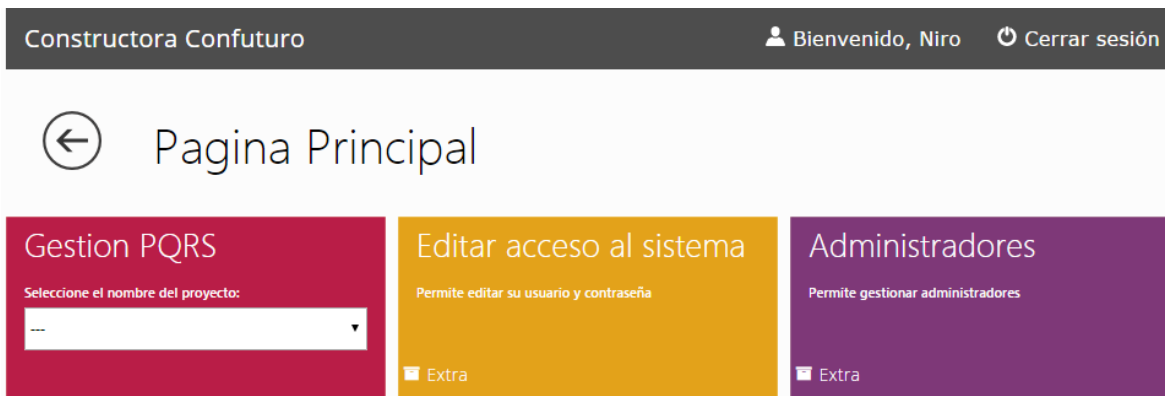 Constructora Confuturo
Bienvenido, Niro
Cerrar sesión
Pagina Principal
Gestion PQRS
Seleccione el nombre del proyecto:
---
Editar acceso al sistema
Permite editar su usuario y contraseña
Extra
Administradores
Permite gestionar administradores
Extra